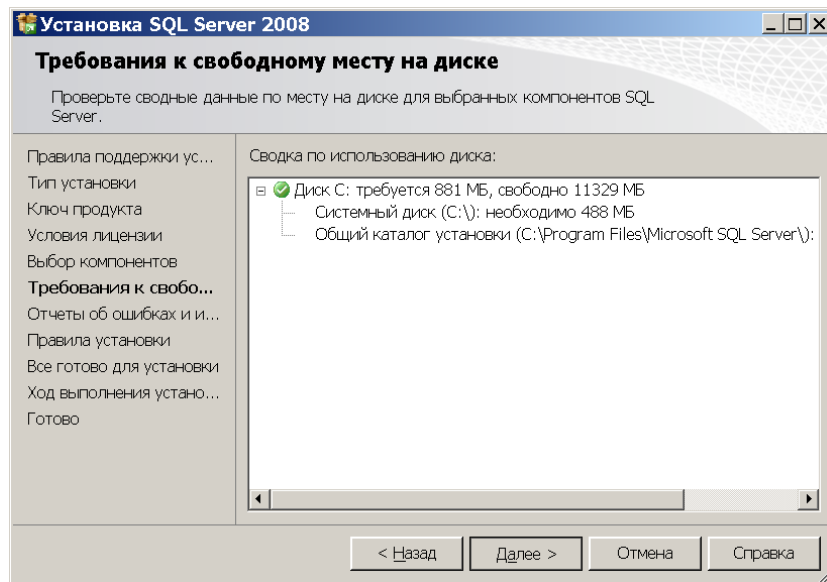 Установка SQL Server 2008
Требования к свободному месту на диске
Проверьте сводные данные по месту на диске для выбранных компонентов SQL
Server.
Правила поддержки ус...
Тип установки
Ключ продукта
Условия лицензии
Выбор компонентов
Требования к свобо...
Отчеты об ошибках и и...
Правила установки
Все готово для установки
Ход выполнения устано...
Готово
Сводка по использованию диска:
Диск C: требуется 881 МБ, свободно 11329 МБ
Системный диск (C:\): необходимо 488 МБ
Общий каталог установки (C:\Program Files\Microsoft SQL Server\):
< Назад
Далее >
Отмена
Справка